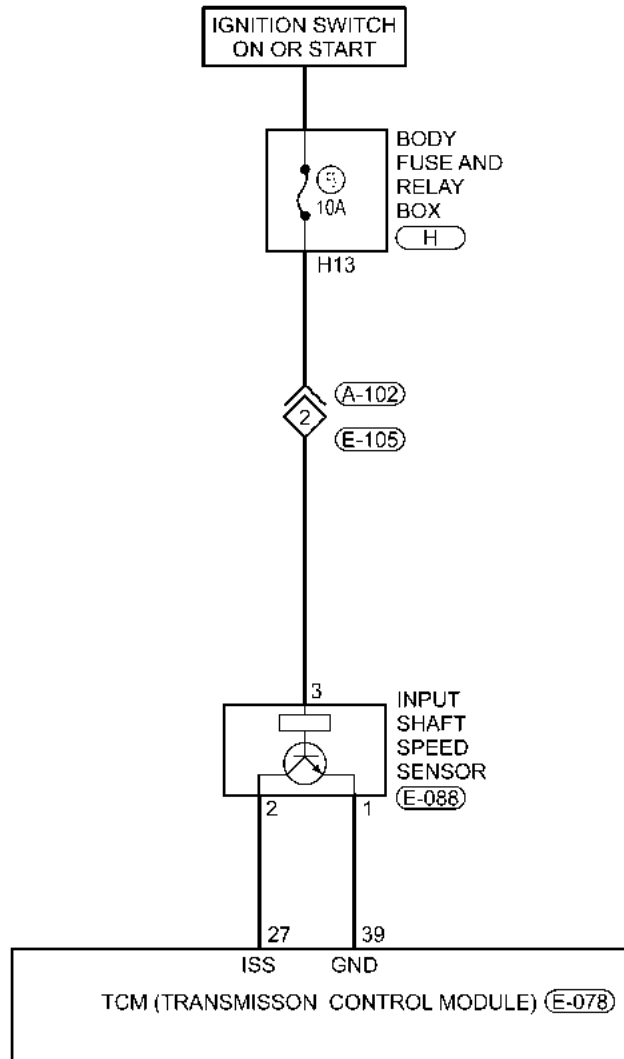 IGNITION SWITCH
ON OR START
BODY
FUSE AND
RELAY
BOX
H
10A
H13
A-102
2
E-105
3
INPUT
SHAFT
SPEED
SENSOR
E-088
2
1
27
39
ISS
GND
TCM (TRANSMISSON CONTROL MODULE)
E-078